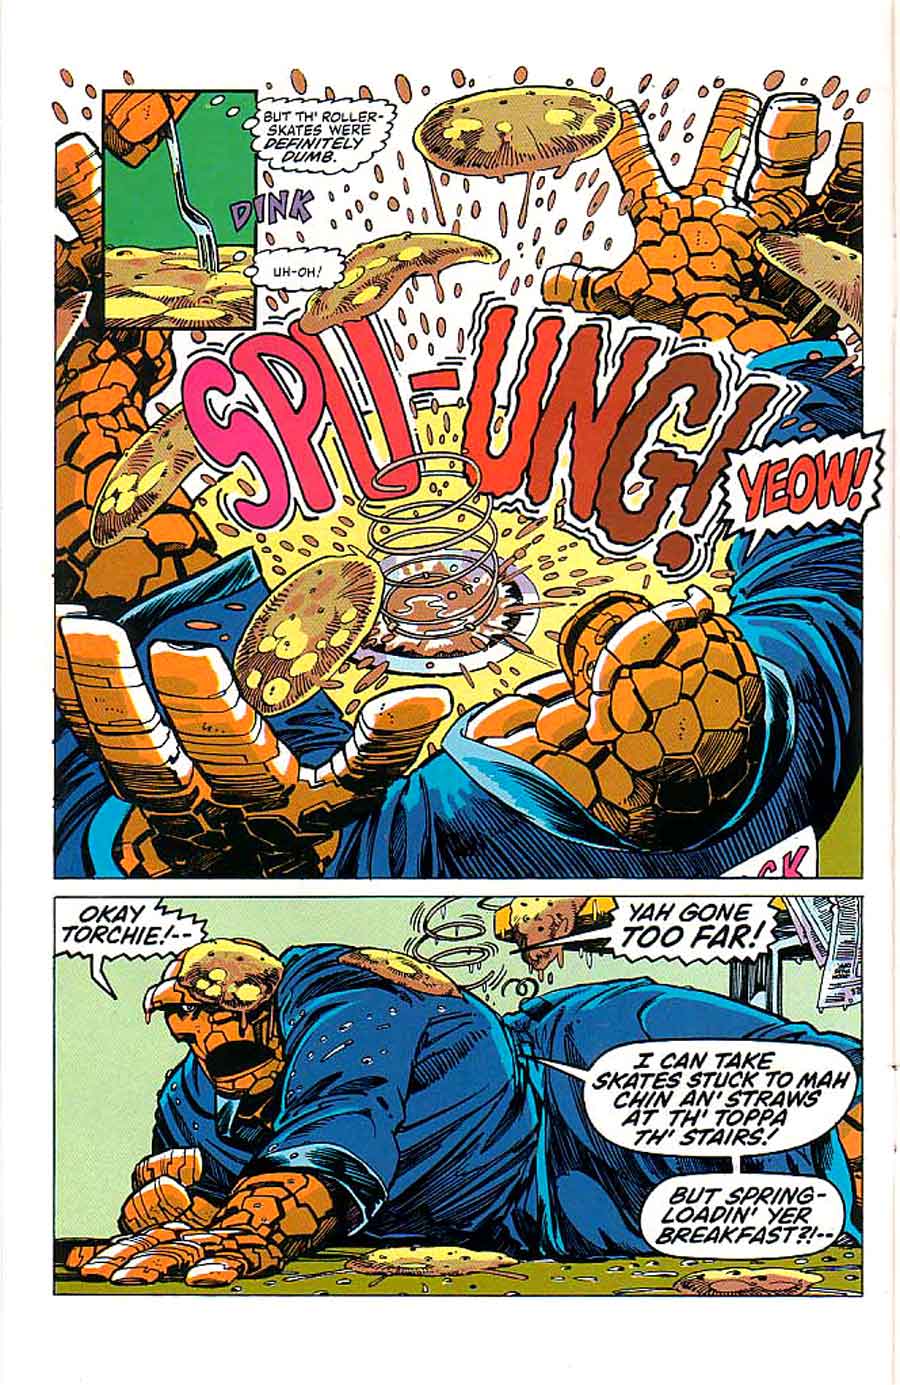 BUT TH' ROLLER-
SKATES WERE
DEFINITELY
DUMB.
DINK
UH-OH!
SPU-UNG!
YEOW!
OKAY
TORCHIE!--
YAH GONE
TOO FAR!
I CAN TAKE
SKATES STUCK TO MAH
CHIN AN' STRAWS
AT TH' TOPPA
TH' STAIRS!
BUT SPRING-
LOADIN' YER
BREAKFAST?!--